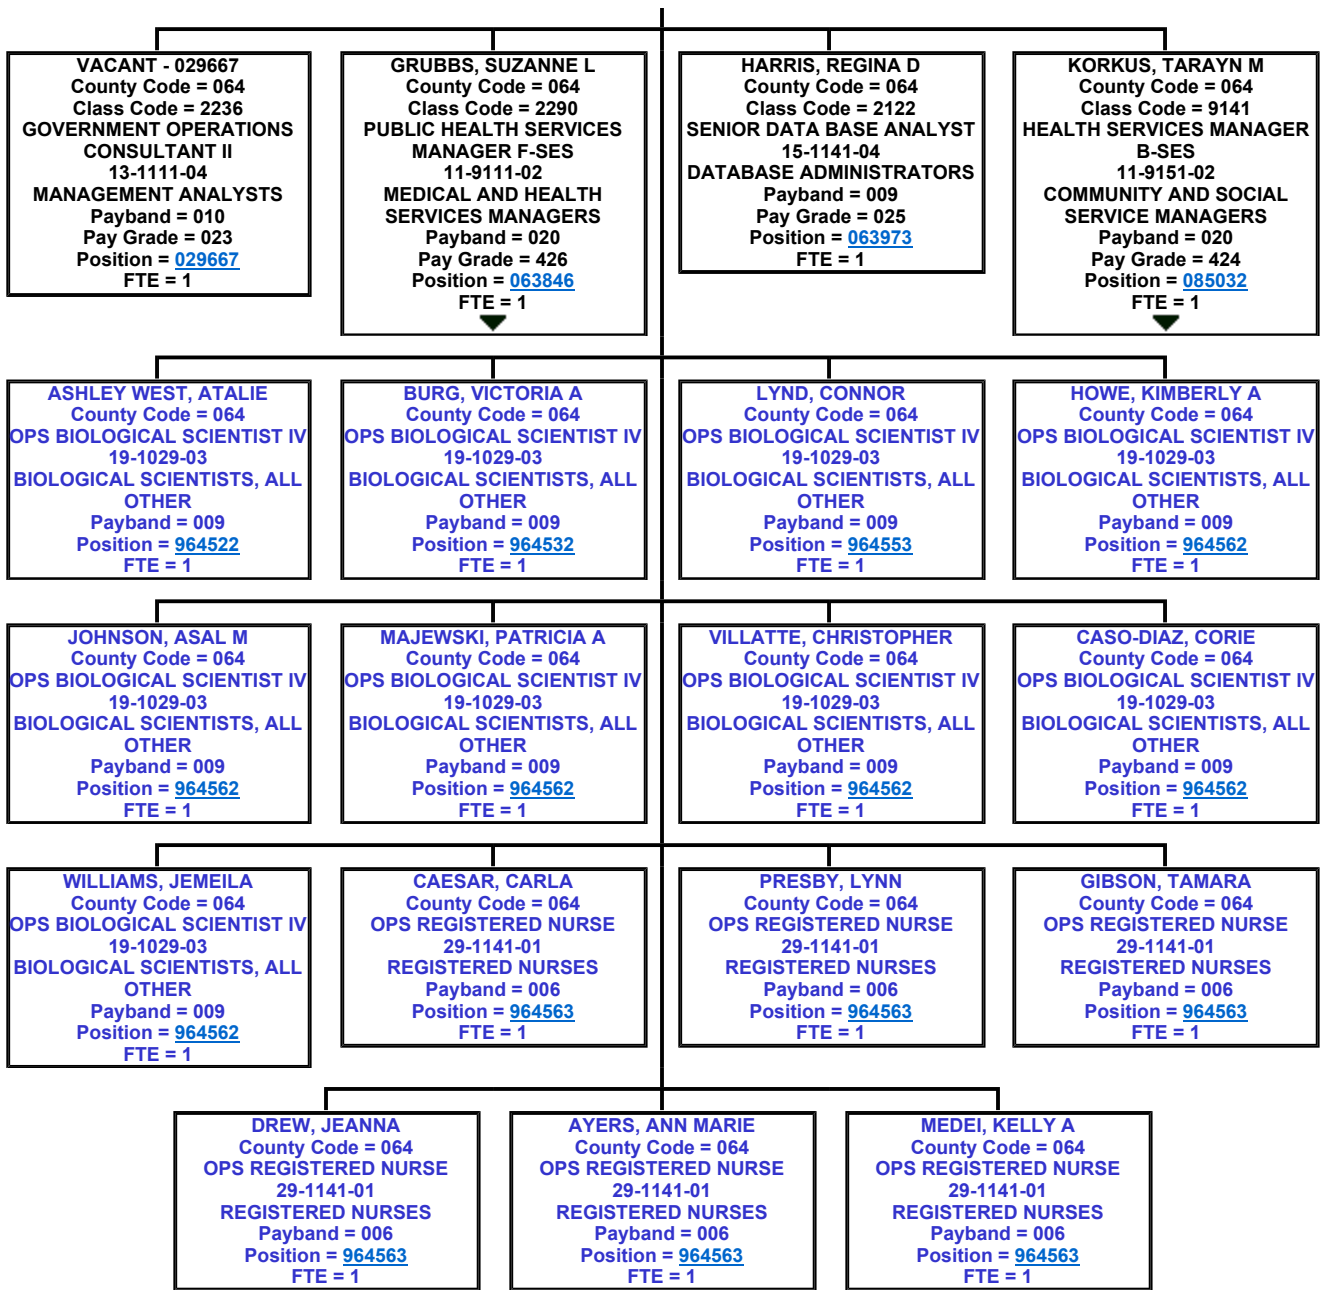 VACANT - 029667
County Code = 064
Class Code = 2236
GOVERNMENT OPERATIONS
CONSULTANT II
13-1111-04
MANAGEMENT ANALYSTS
Payband = 010
Pay Grade = 023
Position = 029667
FTE = 1
GRUBBS, SUZANNE L
County Code = 064
Class Code = 2290
PUBLIC HEALTH SERVICES
MANAGER F-SES
11-9111-02
MEDICAL AND HEALTH
SERVICES MANAGERS
Payband = 020
Pay Grade = 426
Position = 063846
FTE = 1
HARRIS, REGINA D
County Code = 064
Class Code = 2122
SENIOR DATA BASE ANALYST
15-1141-04
DATABASE ADMINISTRATORS
Payband = 009
Pay Grade = 025
Position = 063973
FTE = 1
KORKUS, TARAYN M
County Code = 064
Class Code = 9141
HEALTH SERVICES MANAGER
B-SES
11-9151-02
COMMUNITY AND SOCIAL
SERVICE MANAGERS
Payband = 020
Pay Grade = 424
Position = 085032
FTE = 1
ASHLEY WEST, ATALIE
County Code = 064
OPS BIOLOGICAL SCIENTIST IV
19-1029-03
BIOLOGICAL SCIENTISTS, ALL
OTHER
Payband = 009
Position = 964522
FTE = 1
BURG, VICTORIA A
County Code = 064
OPS BIOLOGICAL SCIENTIST IV
19-1029-03
BIOLOGICAL SCIENTISTS, ALL
OTHER
Payband = 009
Position = 964532
FTE = 1
LYND, CONNOR
County Code = 064
OPS BIOLOGICAL SCIENTIST IV
19-1029-03
BIOLOGICAL SCIENTISTS, ALL
OTHER
Payband = 009
Position = 964553
FTE = 1
HOWE, KIMBERLY A
County Code = 064
OPS BIOLOGICAL SCIENTIST IV
19-1029-03
BIOLOGICAL SCIENTISTS, ALL
OTHER
Payband = 009
Position = 964562
FTE = 1
JOHNSON, ASAL M
County Code = 064
OPS BIOLOGICAL SCIENTIST IV
19-1029-03
BIOLOGICAL SCIENTISTS, ALL
OTHER
Payband = 009
Position = 964562
FTE = 1
MAJEWSKI, PATRICIA A
County Code = 064
OPS BIOLOGICAL SCIENTIST IV
19-1029-03
BIOLOGICAL SCIENTISTS, ALL
OTHER
Payband = 009
Position = 964562
FTE = 1
VILLATTE, CHRISTOPHER
County Code = 064
OPS BIOLOGICAL SCIENTIST IV
19-1029-03
BIOLOGICAL SCIENTISTS, ALL
OTHER
Payband = 009
Position = 964562
FTE = 1
CASO-DIAZ, CORIE
County Code = 064
OPS BIOLOGICAL SCIENTIST IV
19-1029-03
BIOLOGICAL SCIENTISTS, ALL
OTHER
Payband = 009
Position = 964562
FTE = 1
WILLIAMS, JEMEILA
County Code = 064
OPS BIOLOGICAL SCIENTIST IV
19-1029-03
BIOLOGICAL SCIENTISTS, ALL
OTHER
Payband = 009
Position = 964562
FTE = 1
CAESAR, CARLA
County Code = 064
OPS REGISTERED NURSE
29-1141-01
REGISTERED NURSES
Payband = 006
Position = 964563
FTE = 1
PRESBY, LYNN
County Code = 064
OPS REGISTERED NURSE
29-1141-01
REGISTERED NURSES
Payband = 006
Position = 964563
FTE = 1
GIBSON, TAMARA
County Code = 064
OPS REGISTERED NURSE
29-1141-01
REGISTERED NURSES
Payband = 006
Position = 964563
FTE = 1
DREW, JEANNA
County Code = 064
OPS REGISTERED NURSE
29-1141-01
REGISTERED NURSES
Payband = 006
Position = 964563
FTE = 1
AYERS, ANN MARIE
County Code = 064
OPS REGISTERED NURSE
29-1141-01
REGISTERED NURSES
Payband = 006
Position = 964563
FTE = 1
MEDEI, KELLY A
County Code = 064
OPS REGISTERED NURSE
29-1141-01
REGISTERED NURSES
Payband = 006
Position = 964563
FTE = 1